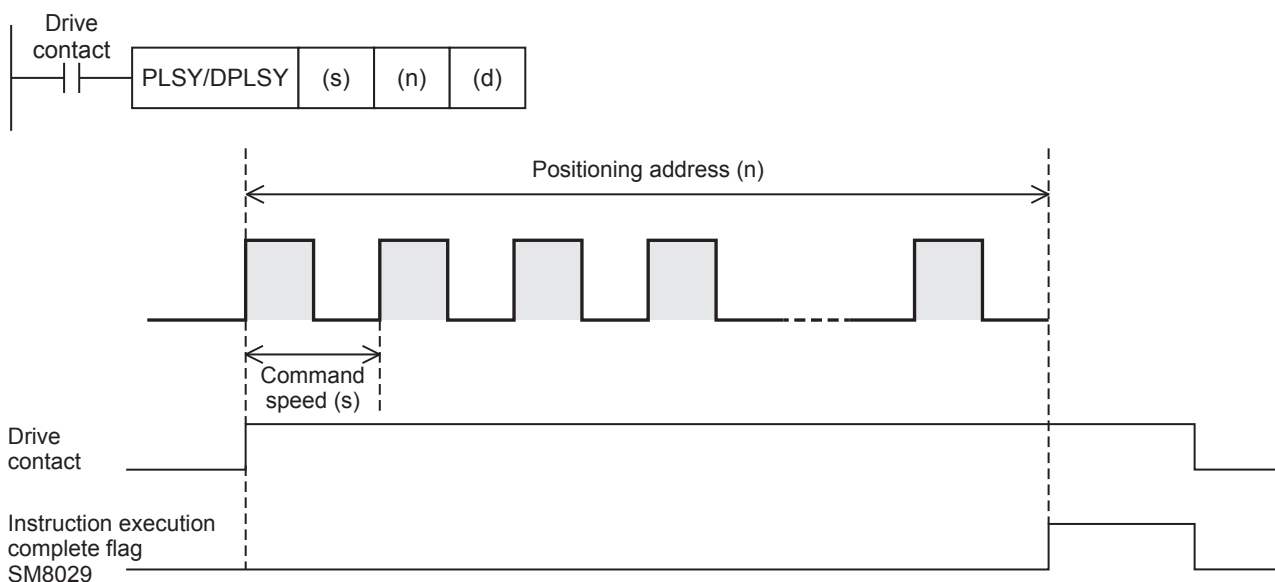 Drive
contact
PLSY/DPLSY (s) (n) (d)
Positioning address (n)
Command
speed (s)
Drive
contact
Instruction execution
complete flag
SM8029